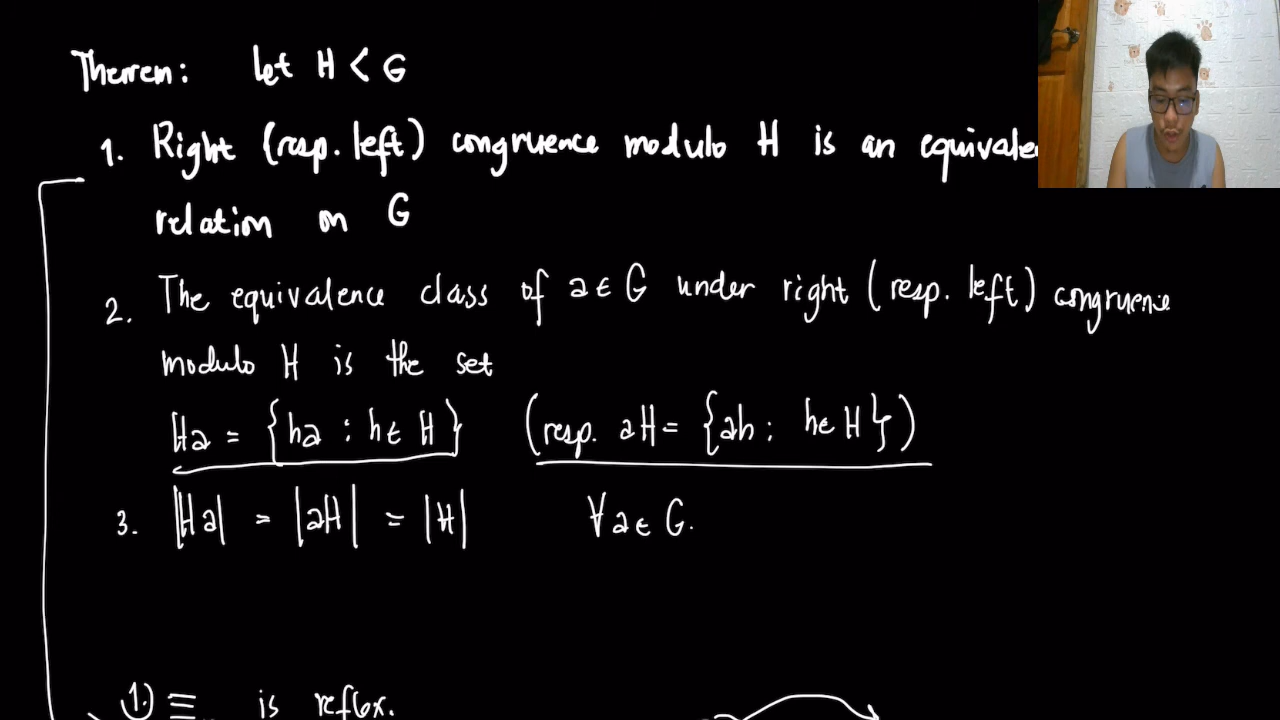 Theorem: let H < G
1. Right (resp. left) congruence modulo H is an
relation on G
2. The equivalence class of a ∈ G under right (resp. left) congruence
modulo H is the set
Ha = {ha : h ∈ H} (resp. aH = {ah : h ∈ H})
3. |Ha| = |aH| = |H| ∀ a ∈ G.
1.) ≡ is reflex.